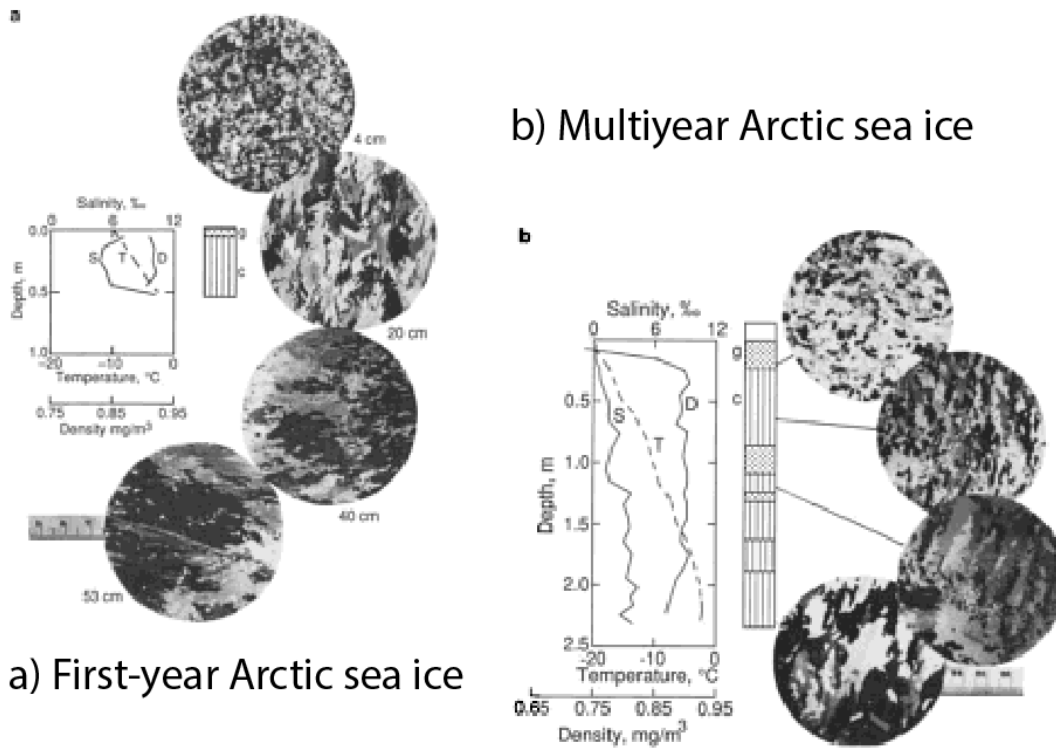 a
4 cm
Salinity, ‰
0 6 12
0.0
S T D
g
Depth, m
0.5
c
20 cm
1.0
-20 -10 0
Temperature, °C
0.75 0.85 0.95
Density mg/m³
40 cm
53 cm
a) First-year Arctic sea ice
b) Multiyear Arctic sea ice
b
Salinity, ‰
0 6 12
g
0.5
c
S D
T
Depth, m
1.0
1.5
2.0
2.5
-20 -10 0
Temperature, °C
0.65 0.75 0.85 0.95
Density, mg/m³